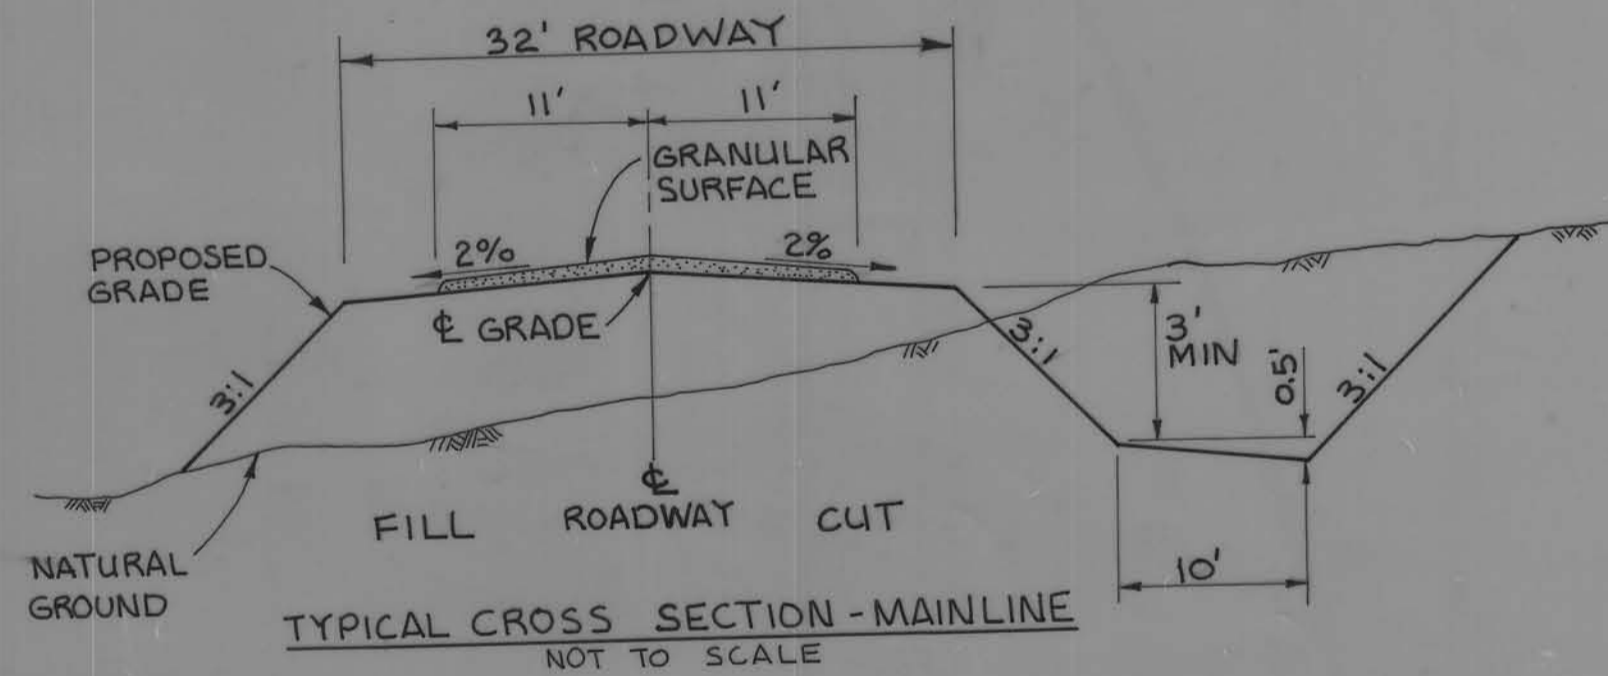 32' ROADWAY
11'
11'
GRANULAR
SURFACE
2%
2%
PROPOSED
GRADE
℄ GRADE
3:1
3:1
3'
MIN
0.5'
3:1
℄
ROADWAY
FILL
CUT
NATURAL
GROUND
10'
TYPICAL CROSS SECTION - MAINLINE
NOT TO SCALE